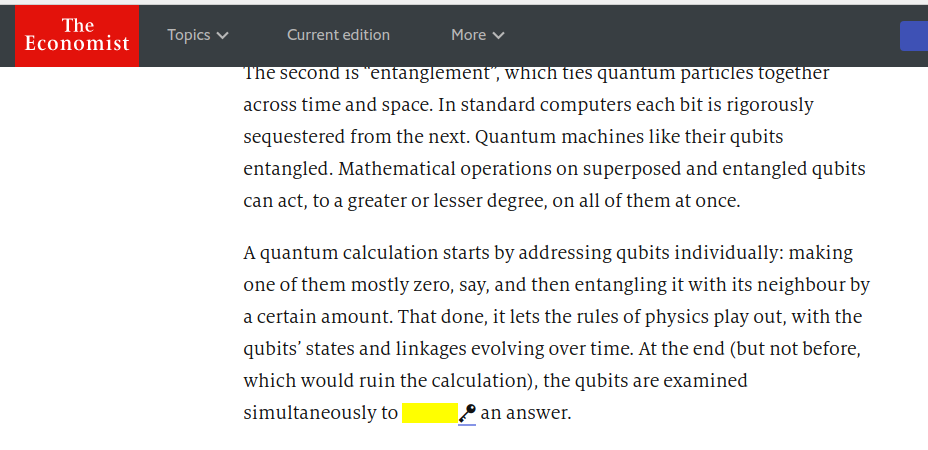 The
Economist
Topics
Current edition
More
The second is “entanglement”, which ties quantum particles together
across time and space. In standard computers each bit is rigorously
sequestered from the next. Quantum machines like their qubits
entangled. Mathematical operations on superposed and entangled qubits
can act, to a greater or lesser degree, on all of them at once.
A quantum calculation starts by addressing qubits individually: making
one of them mostly zero, say, and then entangling it with its neighbour by
a certain amount. That done, it lets the rules of physics play out, with the
qubits’ states and linkages evolving over time. At the end (but not before,
which would ruin the calculation), the qubits are examined
simultaneously to an answer.